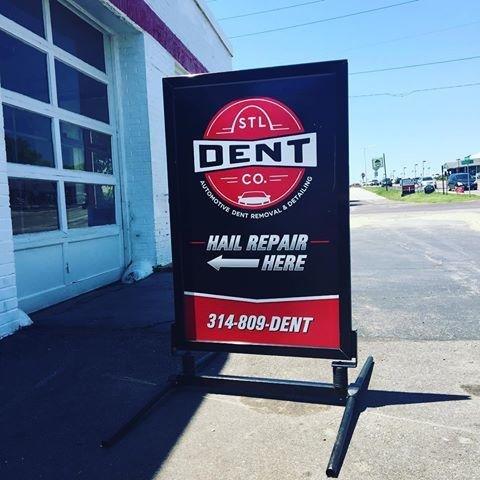 STL
DENT
CO.
AUTOMOTIVE DENT REMOVAL & DETAILING
HAIL REPAIR
HERE
314-809-DENT